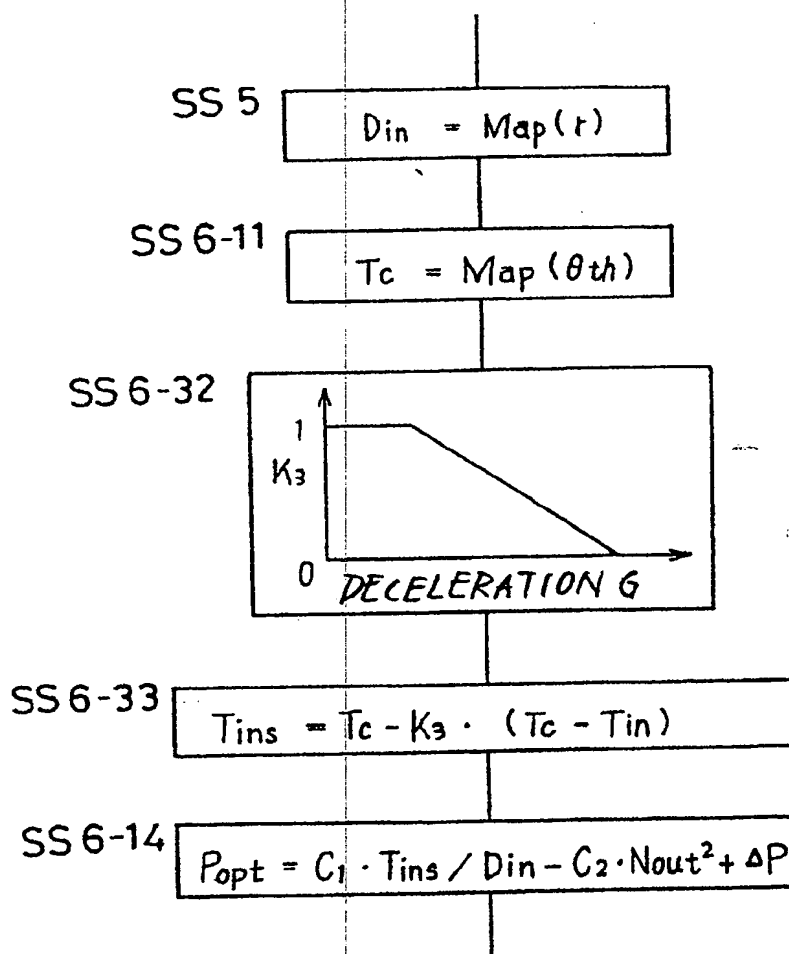 SS 5
Din = Map(r)
SS 6-11
Tc = Map (θth)
SS 6-32
1
K₃
0
DECELERATION G
SS 6-33
Tins = Tc - K₃ · (Tc - Tin)
SS 6-14
Popt = C₁ · Tins / Din - C₂ · Nout² + ΔP